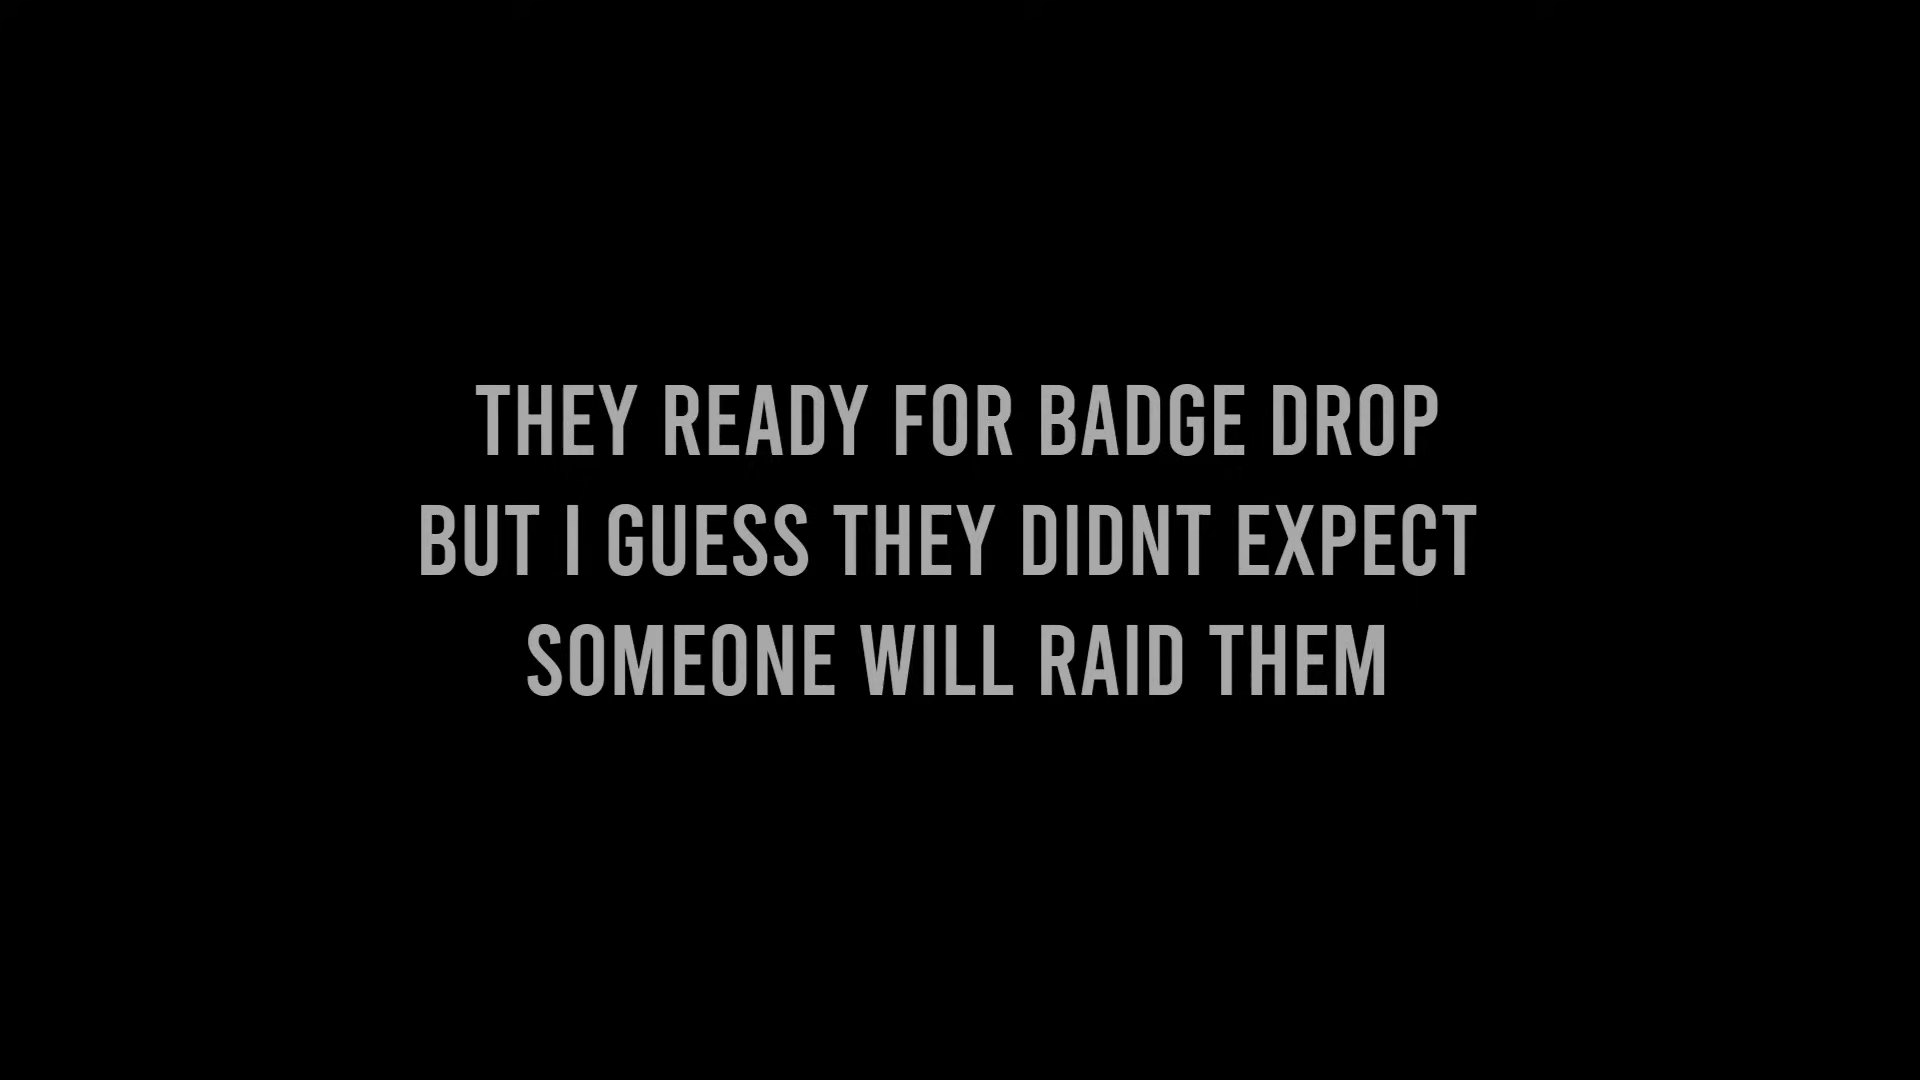 THEY READY FOR BADGE DROP
BUT I GUESS THEY DIDNT EXPECT
SOMEONE WILL RAID THEM